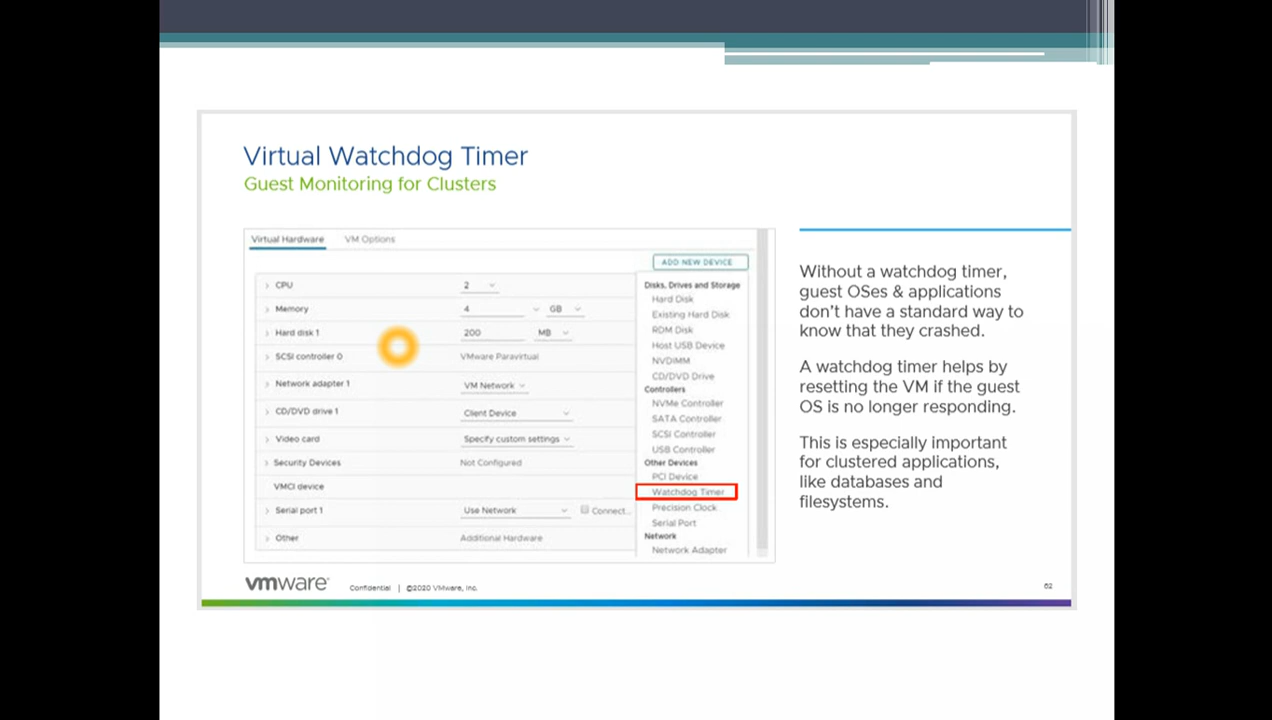 Virtual Watchdog Timer
Guest Monitoring for Clusters
Virtual Hardware VM Options
ADD NEW DEVICE
> CPU 2
> Memory 4 GB
> Hard disk 1 200 MB
> SCSI controller 0 VMware Paravirtual
> Network adapter 1 VM Network
> CD/DVD drive 1 Client Device
> Video card Specify custom settings
> Security Devices Not Configured
VMCI device
> Serial port 1 Use Network Connect...
> Other Additional Hardware
Disks, Drives and Storage
Hard Disk
Existing Hard Disk
RDM Disk
Host USB Device
NVDIMM
CD/DVD Drive
Controllers
NVMe Controller
SATA Controller
SCSI Controller
USB Controller
Other Devices
PCI Device
Watchdog Timer
Precision Clock
Serial Port
Network
Network Adapter
Without a watchdog timer,
guest OSes & applications
don't have a standard way to
know that they crashed.
A watchdog timer helps by
resetting the VM if the guest
OS is no longer responding.
This is especially important
for clustered applications,
like databases and
filesystems.
vmware Confidential | ©2020 VMware, Inc. 62